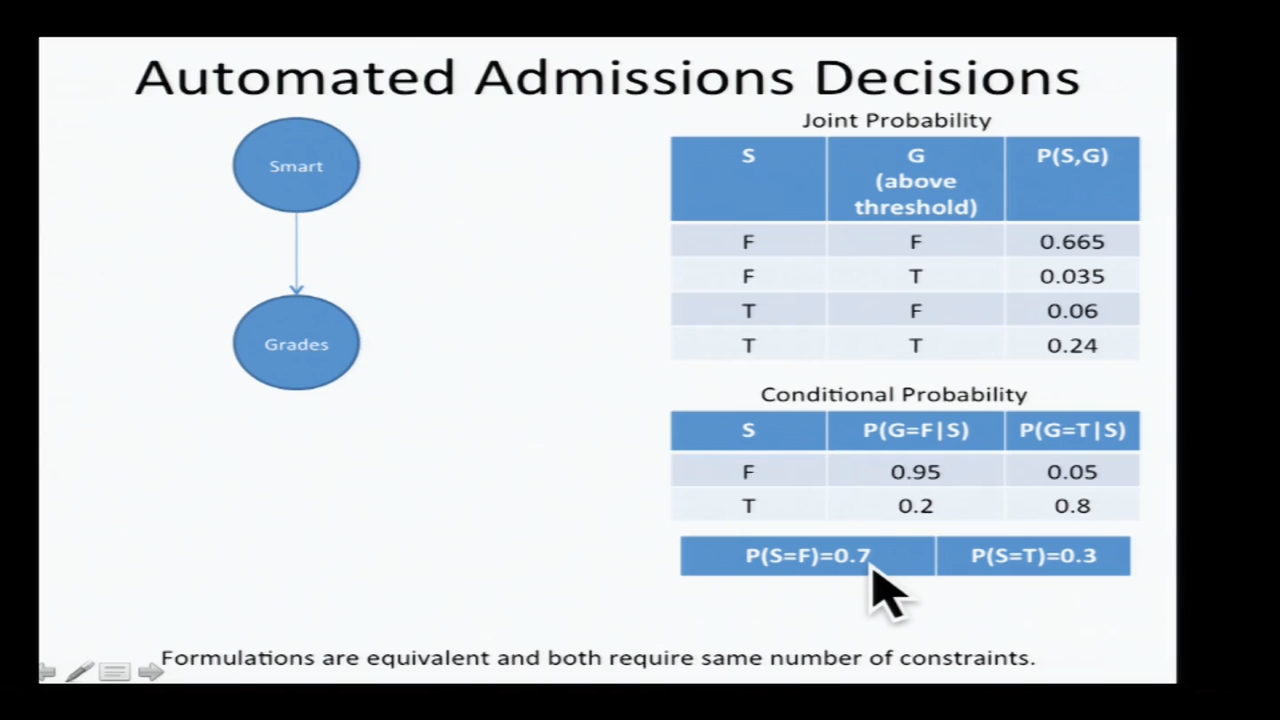 Automated Admissions Decisions
Smart
Grades
Joint Probability
S G (above threshold) P(S,G)
F F 0.665
F T 0.035
T F 0.06
T T 0.24
Conditional Probability
S P(G=F|S) P(G=T|S)
F 0.95 0.05
T 0.2 0.8
P(S=F)=0.7 P(S=T)=0.3
Formulations are equivalent and both require same number of constraints.